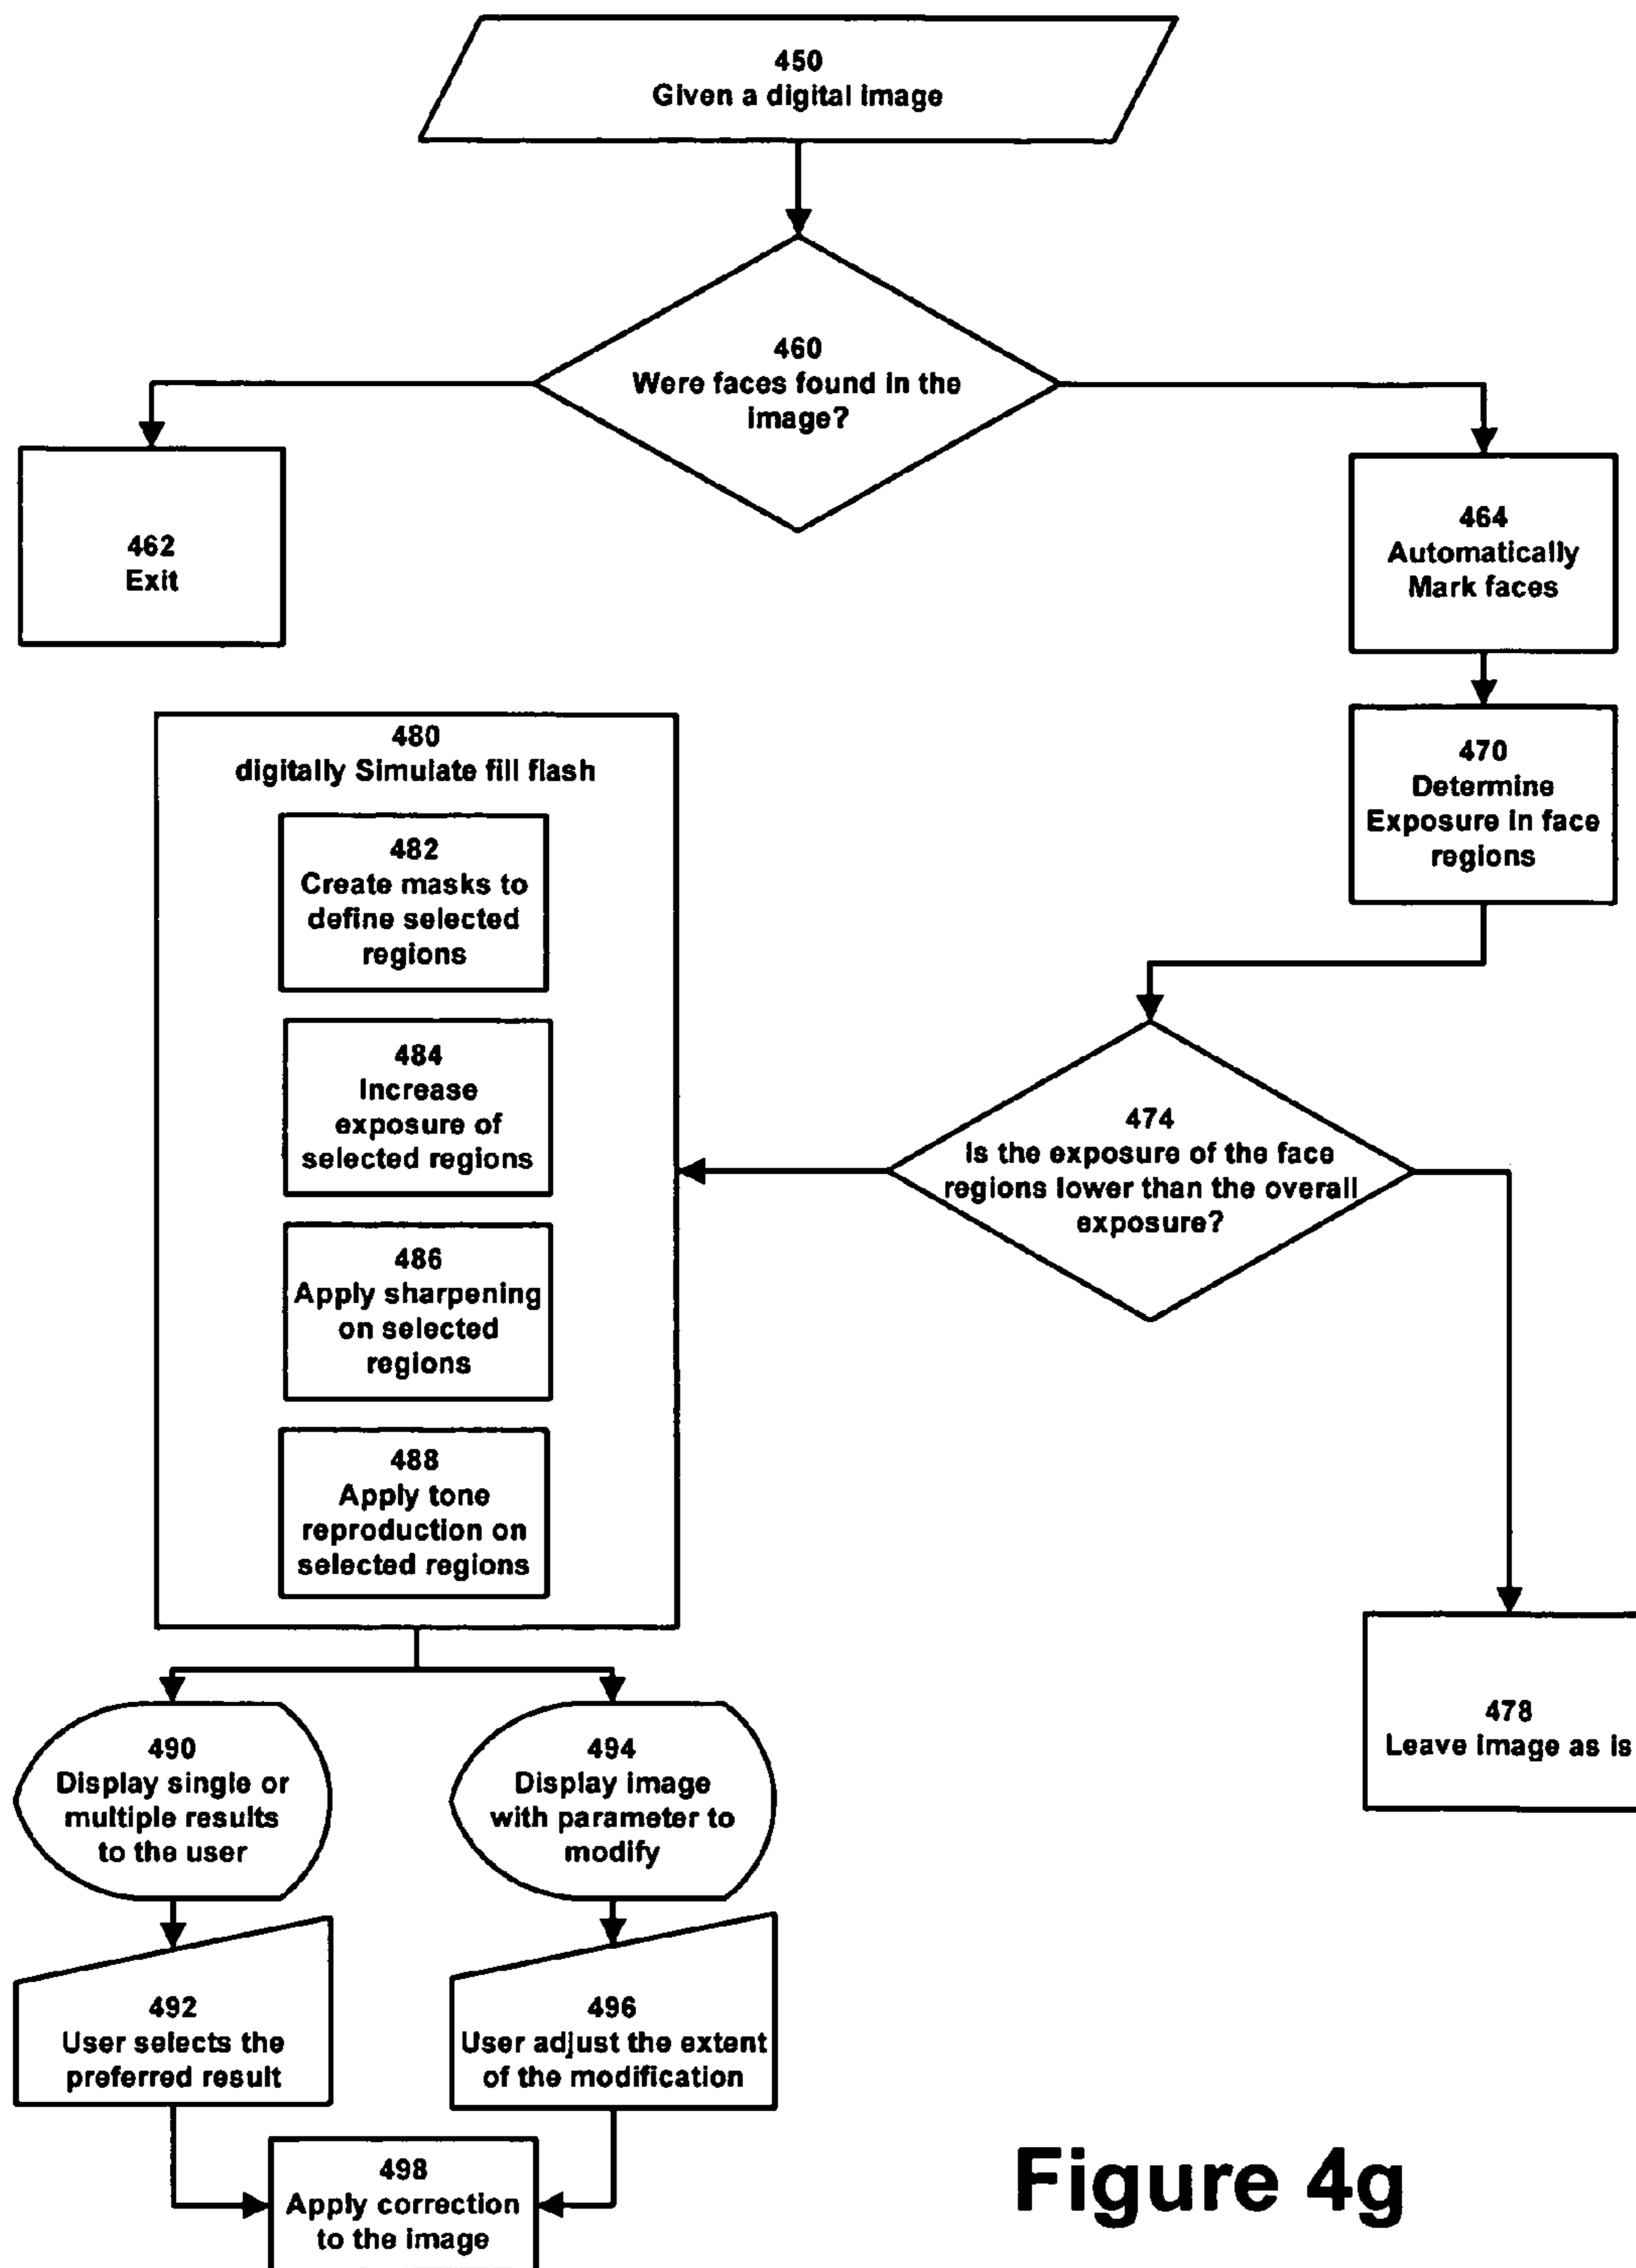 450
Given a digital image
460
Were faces found in the
image?
462
Exit
464
Automatically
Mark faces
470
Determine
Exposure in face
regions
474
Is the exposure of the face
regions lower than the overall
exposure?
478
Leave image as is
480
digitally Simulate fill flash
482
Create masks to
define selected
regions
484
Increase
exposure of
selected regions
486
Apply sharpening
on selected
regions
488
Apply tone
reproduction on
selected regions
490
Display single or
multiple results
to the user
494
Display image
with parameter to
modify
492
User selects the
preferred result
496
User adjust the extent
of the modification
498
Apply correction
to the image
Figure 4g